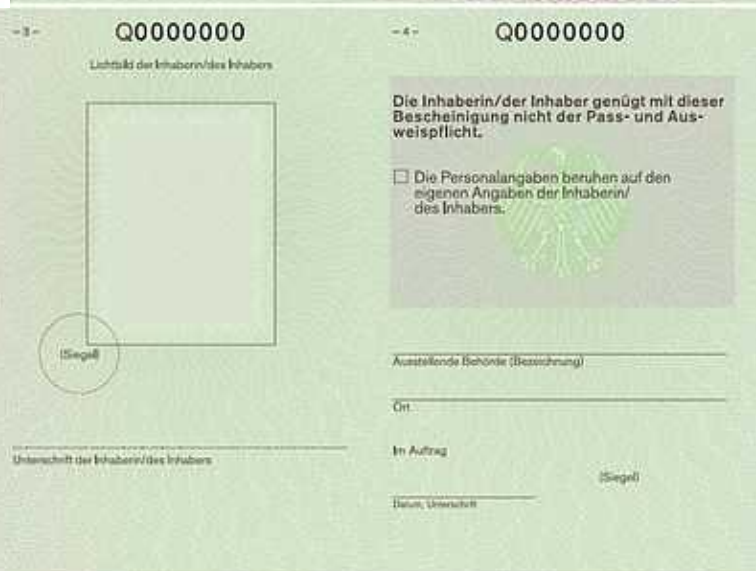 - 3 -
Q0000000
Lichtbild der Inhaberin/des Inhabers
(Siegel)
Unterschrift der Inhaberin/des Inhabers
- 4 -
Q0000000
Die Inhaberin/der Inhaber genügt mit dieser
Bescheinigung nicht der Pass- und Aus-
weispflicht.
Die Personalangaben beruhen auf den
eigenen Angaben der Inhaberin/
des Inhabers.
Ausstellende Behörde (Bezeichnung)
Ort
Im Auftrag
(Siegel)
Datum, Unterschrift